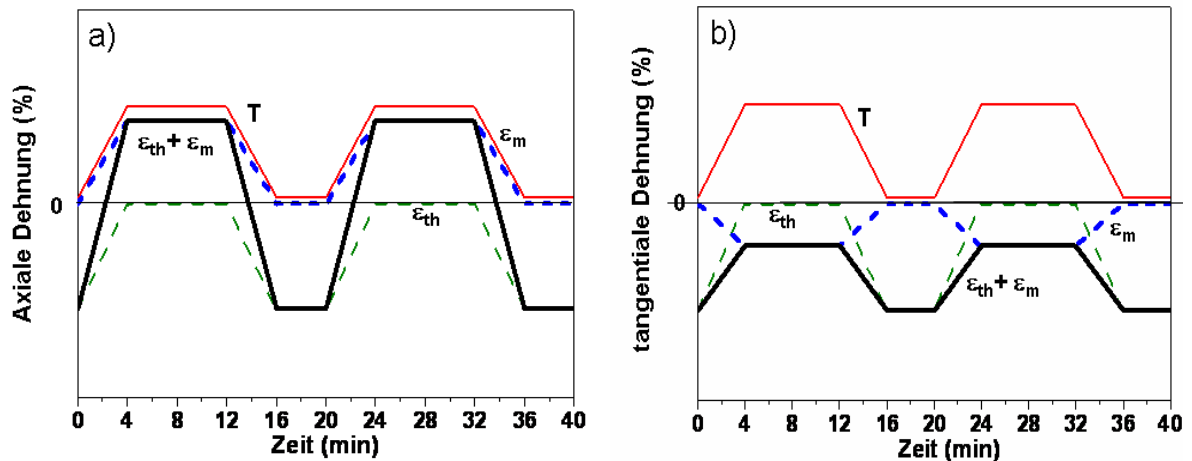 a)
Axiale Dehnung (%)
0
T
εth + εm
εm
εth
0 4 8 12 16 20 24 28 32 36 40
Zeit (min)
b)
tangentiale Dehnung (%)
0
T
εth
εm
εth + εm
0 4 8 12 16 20 24 28 32 36 40
Zeit (min)